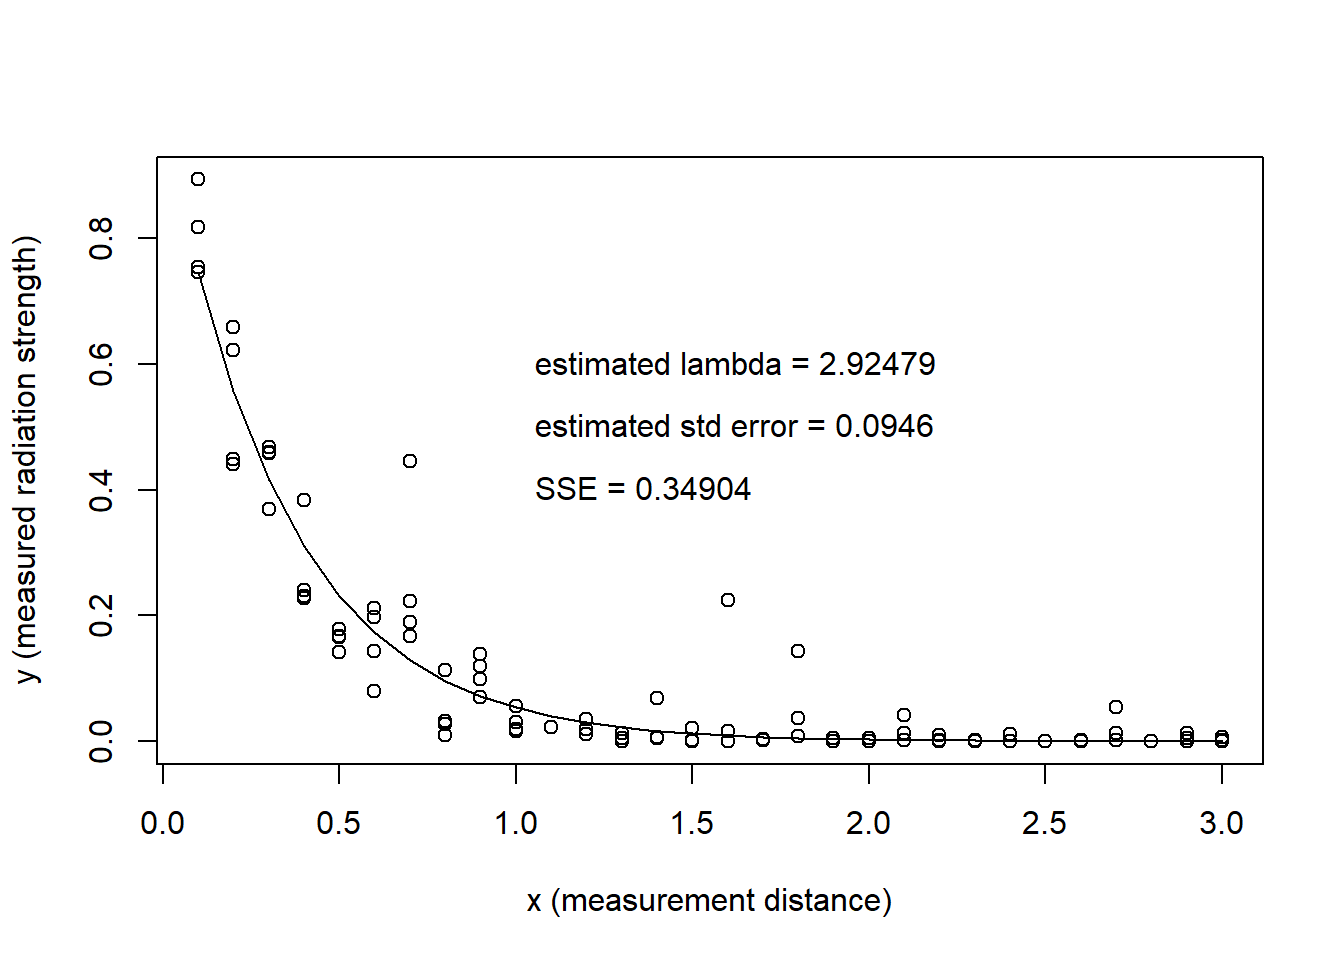 y (measured radiation strength)
0.8
0.6
0.4
0.2
0.0
estimated lambda = 2.92479
estimated std error = 0.0946
SSE = 0.34904
0.0 0.5 1.0 1.5 2.0 2.5 3.0
x (measurement distance)